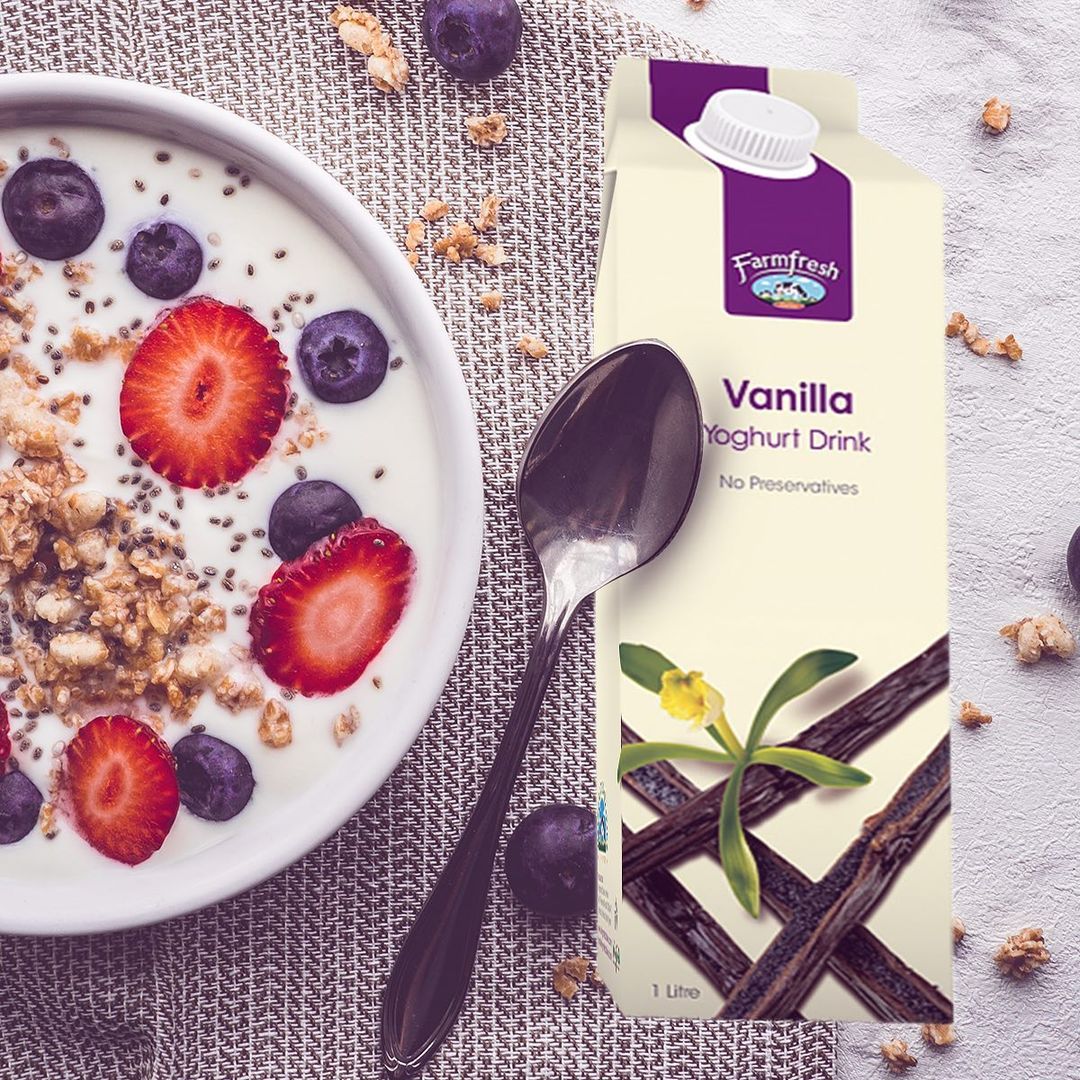 Farmfresh
Vanilla
Yoghurt Drink
No Preservatives
1 Litre